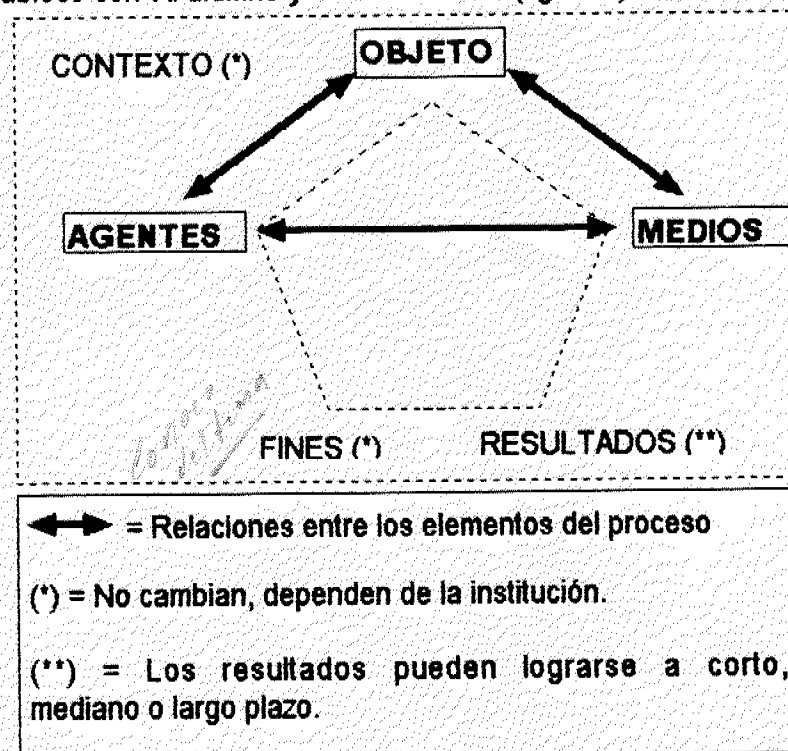 CONTEXTO (*)
OBJETO
AGENTES
MEDIOS
FINES (*)
RESULTADOS (**)
= Relaciones entre los elementos del proceso
(*) = No cambian, dependen de la institución.
(**) = Los resultados pueden lograrse a corto,
mediano o largo plazo.